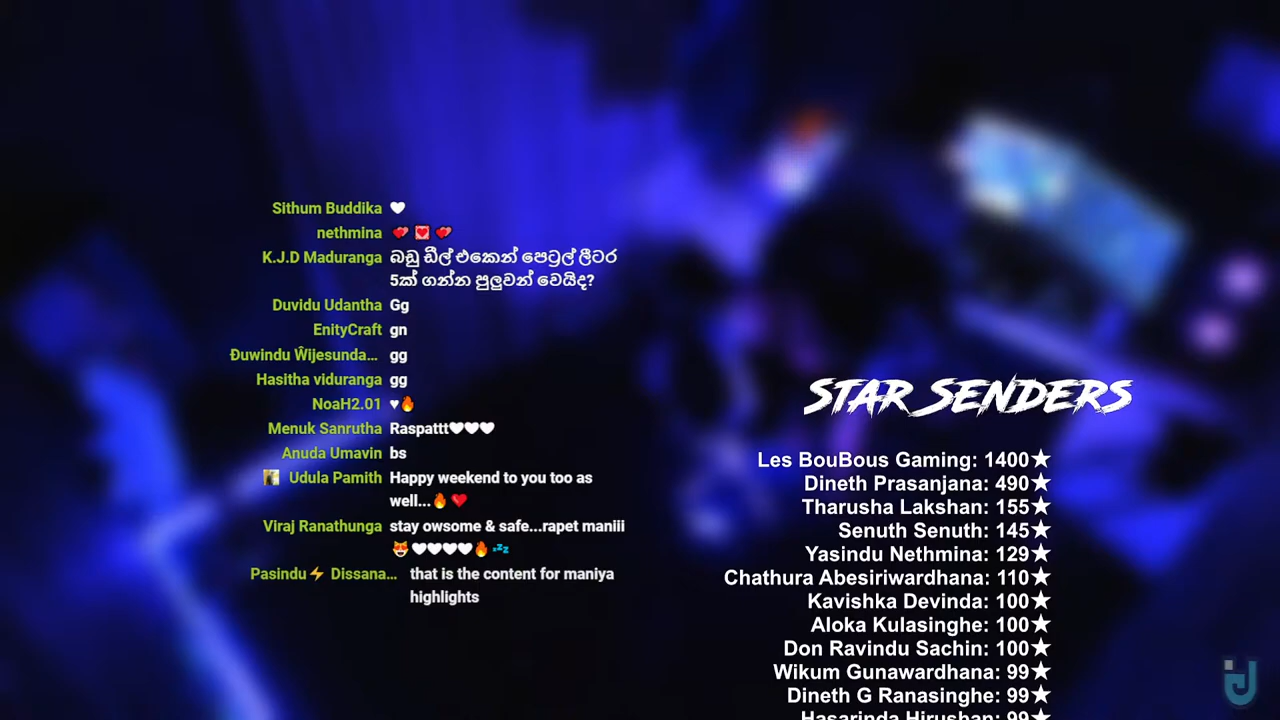 Sithum Buddika 🤍
nethmina 💕 💟 💕
K.J.D Maduranga බඩු ඩීල් එකෙන් පෙට්‍රල් ලීටර
5ක් ගන්න පුලුවන් වෙයිද?
Duvidu Udantha Gg
EnityCraft gn
Đuwindu Ŵijesunda… gg
Hasitha viduranga gg
NoaH2.01 ♥🔥
Menuk Sanrutha Raspattt🤍🤍🤍
Anuda Umavin bs
Udula Pamith Happy weekend to you too as
well...🔥❤️
Viraj Ranathunga stay owsome & safe...rapet maniii
😻🤍🤍🤍🤍🔥💤
Pasindu⚡Dissana… that is the content for maniya
highlights
STAR SENDERS
Les BouBous Gaming: 1400★
Dineth Prasanjana: 490★
Tharusha Lakshan: 155★
Senuth Senuth: 145★
Yasindu Nethmina: 129★
Chathura Abesiriwardhana: 110★
Kavishka Devinda: 100★
Aloka Kulasinghe: 100★
Don Ravindu Sachin: 100★
Wikum Gunawardhana: 99★
Dineth G Ranasinghe: 99★
Hasarinda Hirushan: 99★